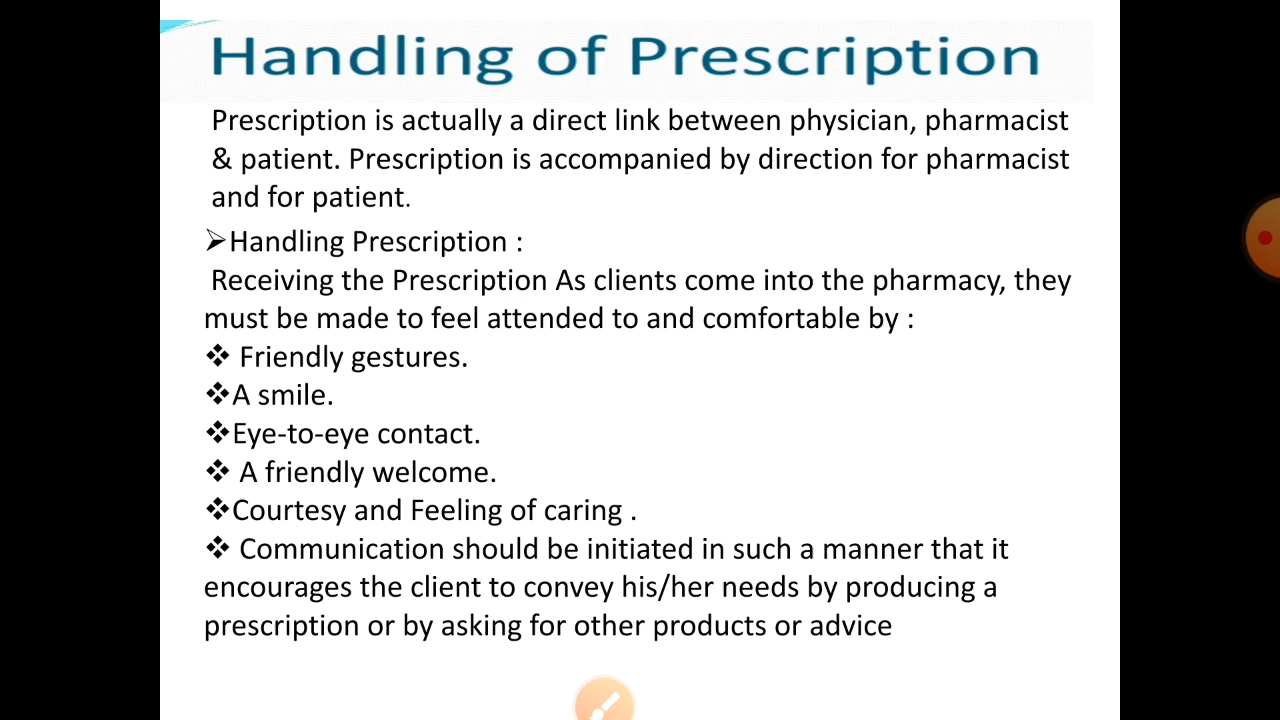 Handling of Prescription
Prescription is actually a direct link between physician, pharmacist
& patient. Prescription is accompanied by direction for pharmacist
and for patient.
➢Handling Prescription :
Receiving the Prescription As clients come into the pharmacy, they
must be made to feel attended to and comfortable by :
❖ Friendly gestures.
❖A smile.
❖Eye-to-eye contact.
❖ A friendly welcome.
❖Courtesy and Feeling of caring .
❖ Communication should be initiated in such a manner that it
encourages the client to convey his/her needs by producing a
prescription or by asking for other products or advice